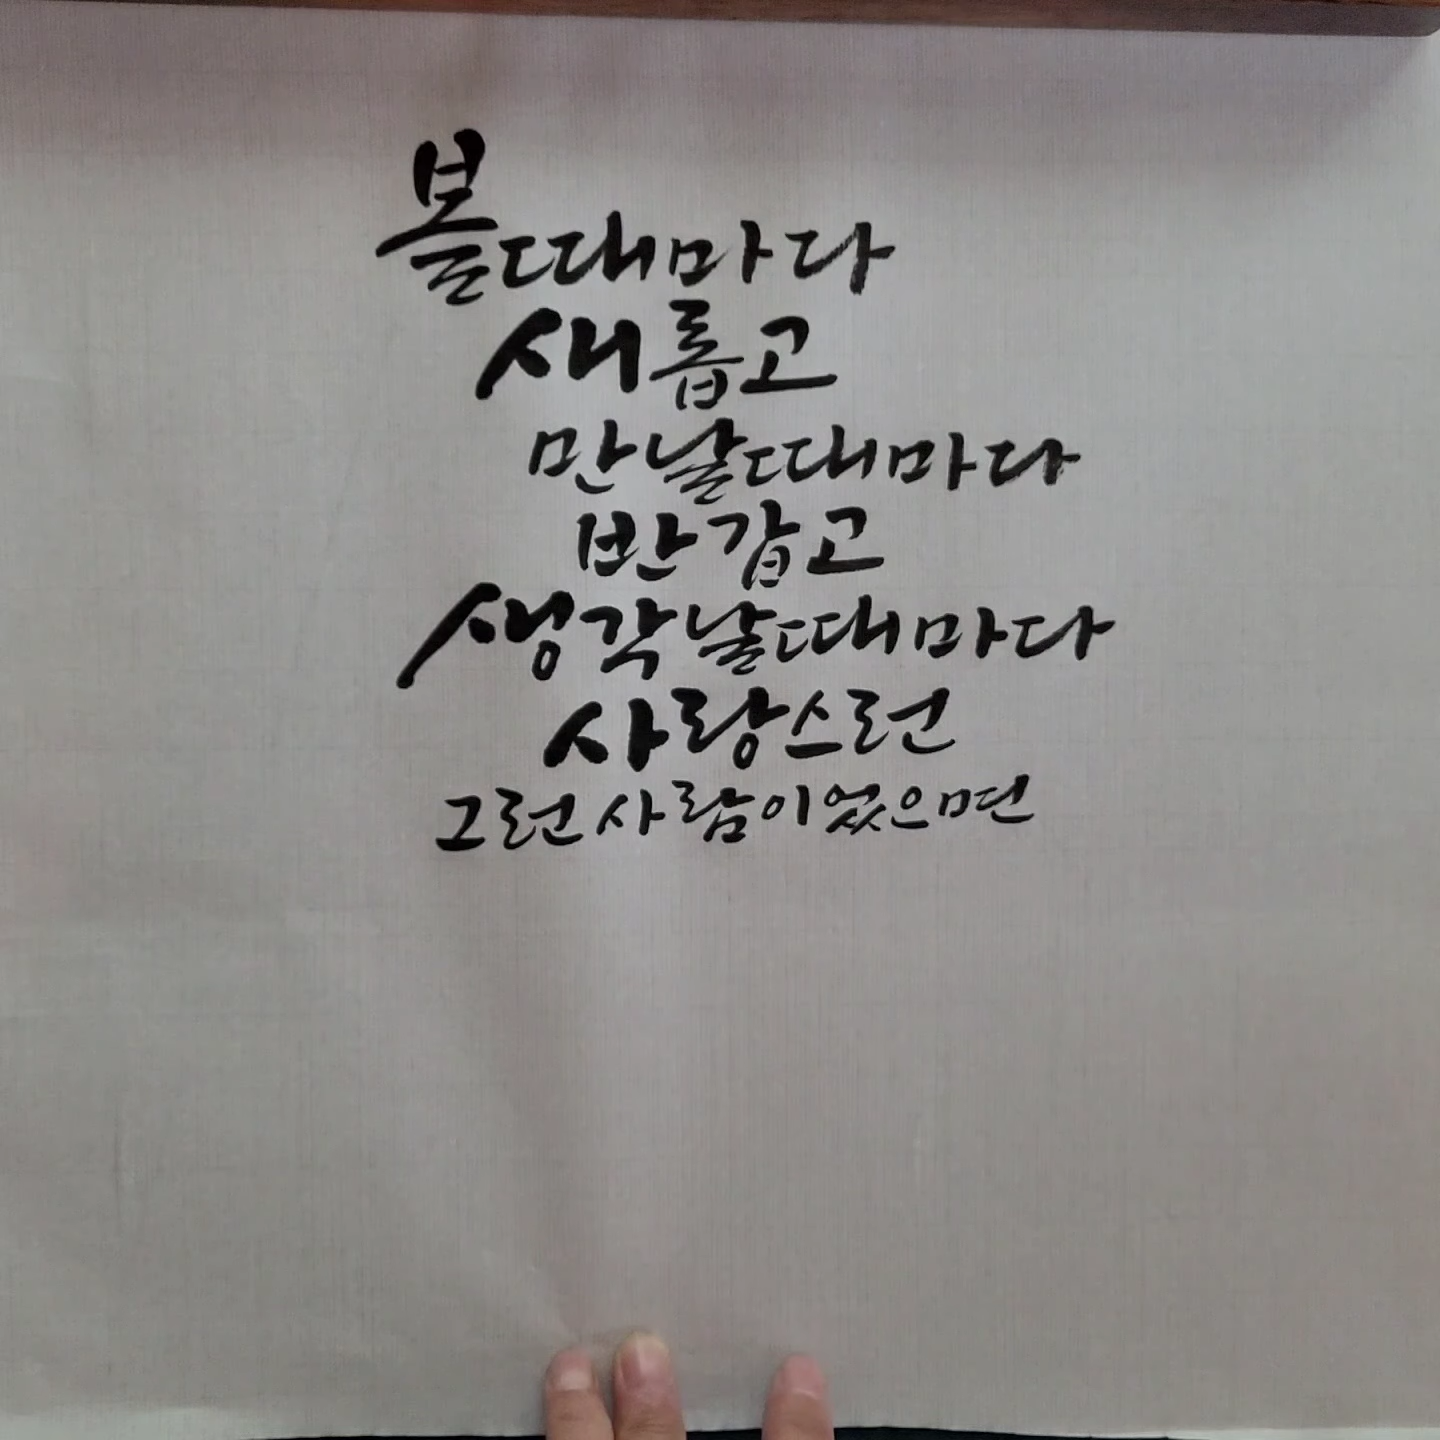 볼때마다
새롭고
만날때마다
반갑고
생각날때마다
사랑스런
그런사람이었으면